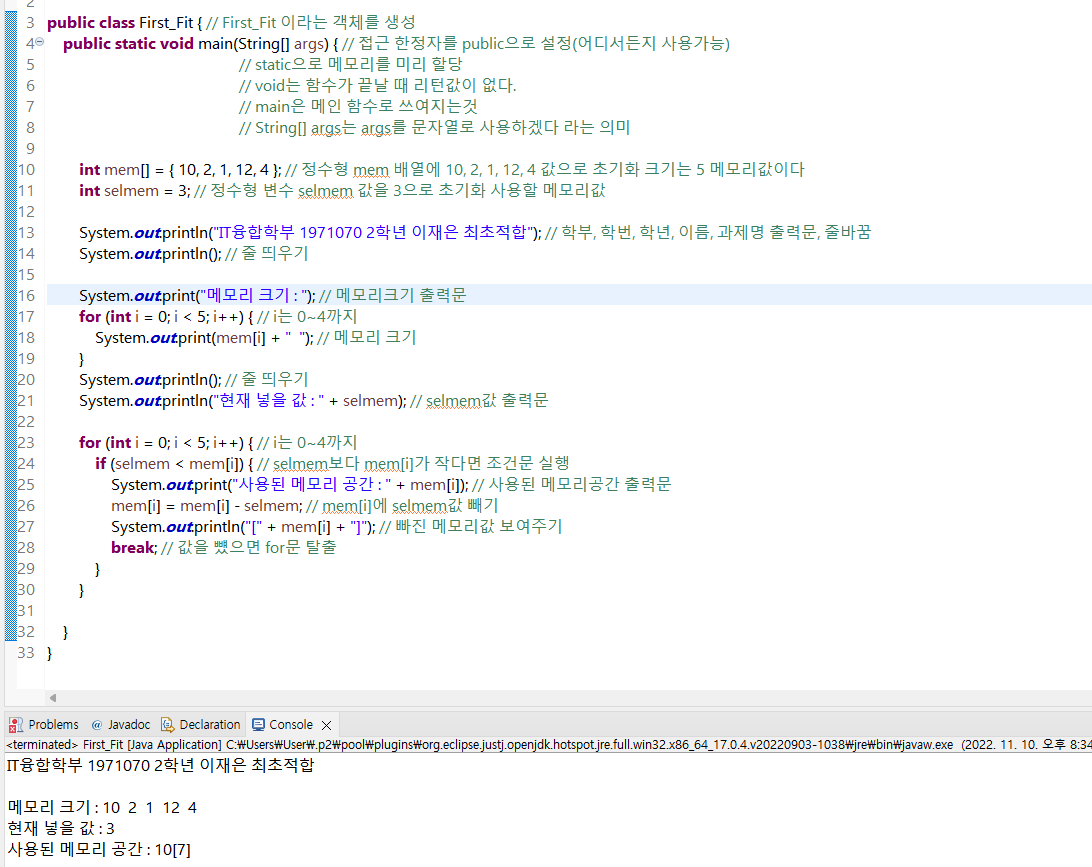 2
3 public class First_Fit { // First_Fit 이라는 객체를 생성
4 public static void main(String[] args) { // 접근 한정자를 public으로 설정(어디서든지 사용가능)
5 // static으로 메모리를 미리 할당
6 // void는 함수가 끝날 때 리턴값이 없다.
7 // main은 메인 함수로 쓰여지는것
8 // String[] args는 args를 문자열로 사용하겠다 라는 의미
9
10 int mem[] = { 10, 2, 1, 12, 4 }; // 정수형 mem 배열에 10, 2, 1, 12, 4 값으로 초기화 크기는 5 메모리값이다
11 int selmem = 3; // 정수형 변수 selmem 값을 3으로 초기화 사용할 메모리값
12
13 System.out.println("IT융합학부 1971070 2학년 이재은 최초적합"); // 학부, 학번, 학년, 이름, 과제명 출력문, 줄바꿈
14 System.out.println(); // 줄 띄우기
15
16 System.out.print("메모리 크기 : "); // 메모리크기 출력문
17 for (int i = 0; i < 5; i++) { // i는 0~4까지
18 System.out.print(mem[i] + "  "); // 메모리 크기
19 }
20 System.out.println(); // 줄 띄우기
21 System.out.println("현재 넣을 값 : " + selmem); // selmem값 출력문
22
23 for (int i = 0; i < 5; i++) { // i는 0~4까지
24 if (selmem < mem[i]) { // selmem보다 mem[i]가 작다면 조건문 실행
25 System.out.print("사용된 메모리 공간 : " + mem[i]); // 사용된 메모리공간 출력문
26 mem[i] = mem[i] - selmem; // mem[i]에 selmem값 빼기
27 System.out.println("[" + mem[i] + "]"); // 빠진 메모리값 보여주기
28 break; // 값을 뺐으면 for문 탈출
29 }
30 }
31
32 }
33 }
Problems @ Javadoc Declaration Console
<terminated> First_Fit [Java Application] C:₩Users₩User₩.p2₩pool₩plugins₩org.eclipse.justj.openjdk.hotspot.jre.full.win32.x86_64_17.0.4.v20220903-1038₩jre₩bin₩javaw.exe (2022. 11. 10. 오후 8:34
IT융합학부 1971070 2학년 이재은 최초적합
메모리 크기 : 10 2 1 12 4
현재 넣을 값 : 3
사용된 메모리 공간 : 10[7]